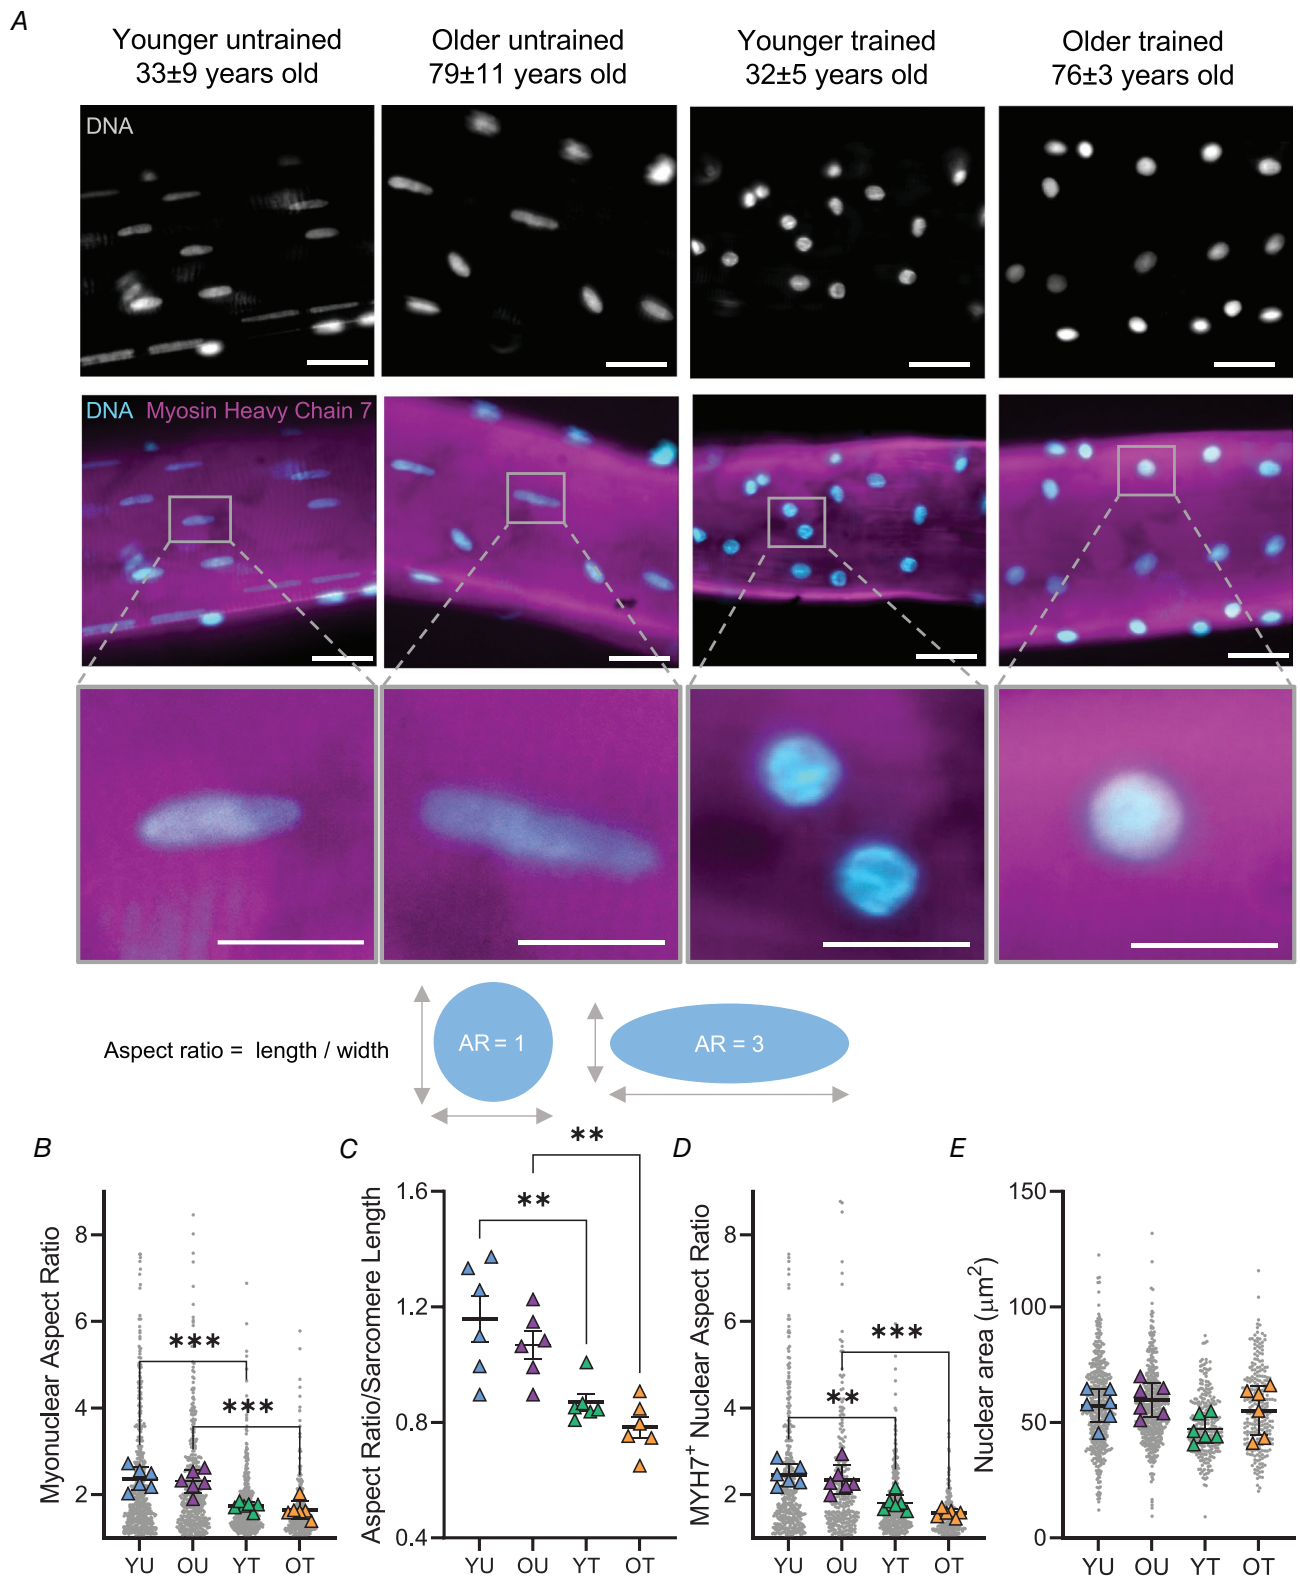 A
Younger untrained
33±9 years old
Older untrained
79±11 years old
Younger trained
32±5 years old
Older trained
76±3 years old
DNA
DNA Myosin Heavy Chain 7
Aspect ratio = length / width
AR = 1
AR = 3
B
Myonuclear Aspect Ratio
8
6
4
2
***
***
YU OU YT OT
C
Aspect Ratio/Sarcomere Length
1.6
1.2
0.8
0.4
**
**
YU OU YT OT
D
MYH7+ Nuclear Aspect Ratio
8
6
4
2
***
**
YU OU YT OT
E
Nuclear area (μm²)
150
100
50
0
YU OU YT OT